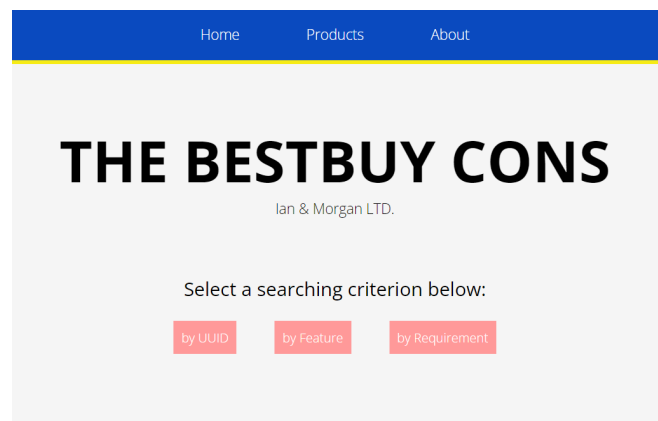 Home Products About
THE BESTBUY CONS
Ian & Morgan LTD.
Select a searching criterion below:
by UUID by Feature by Requirement